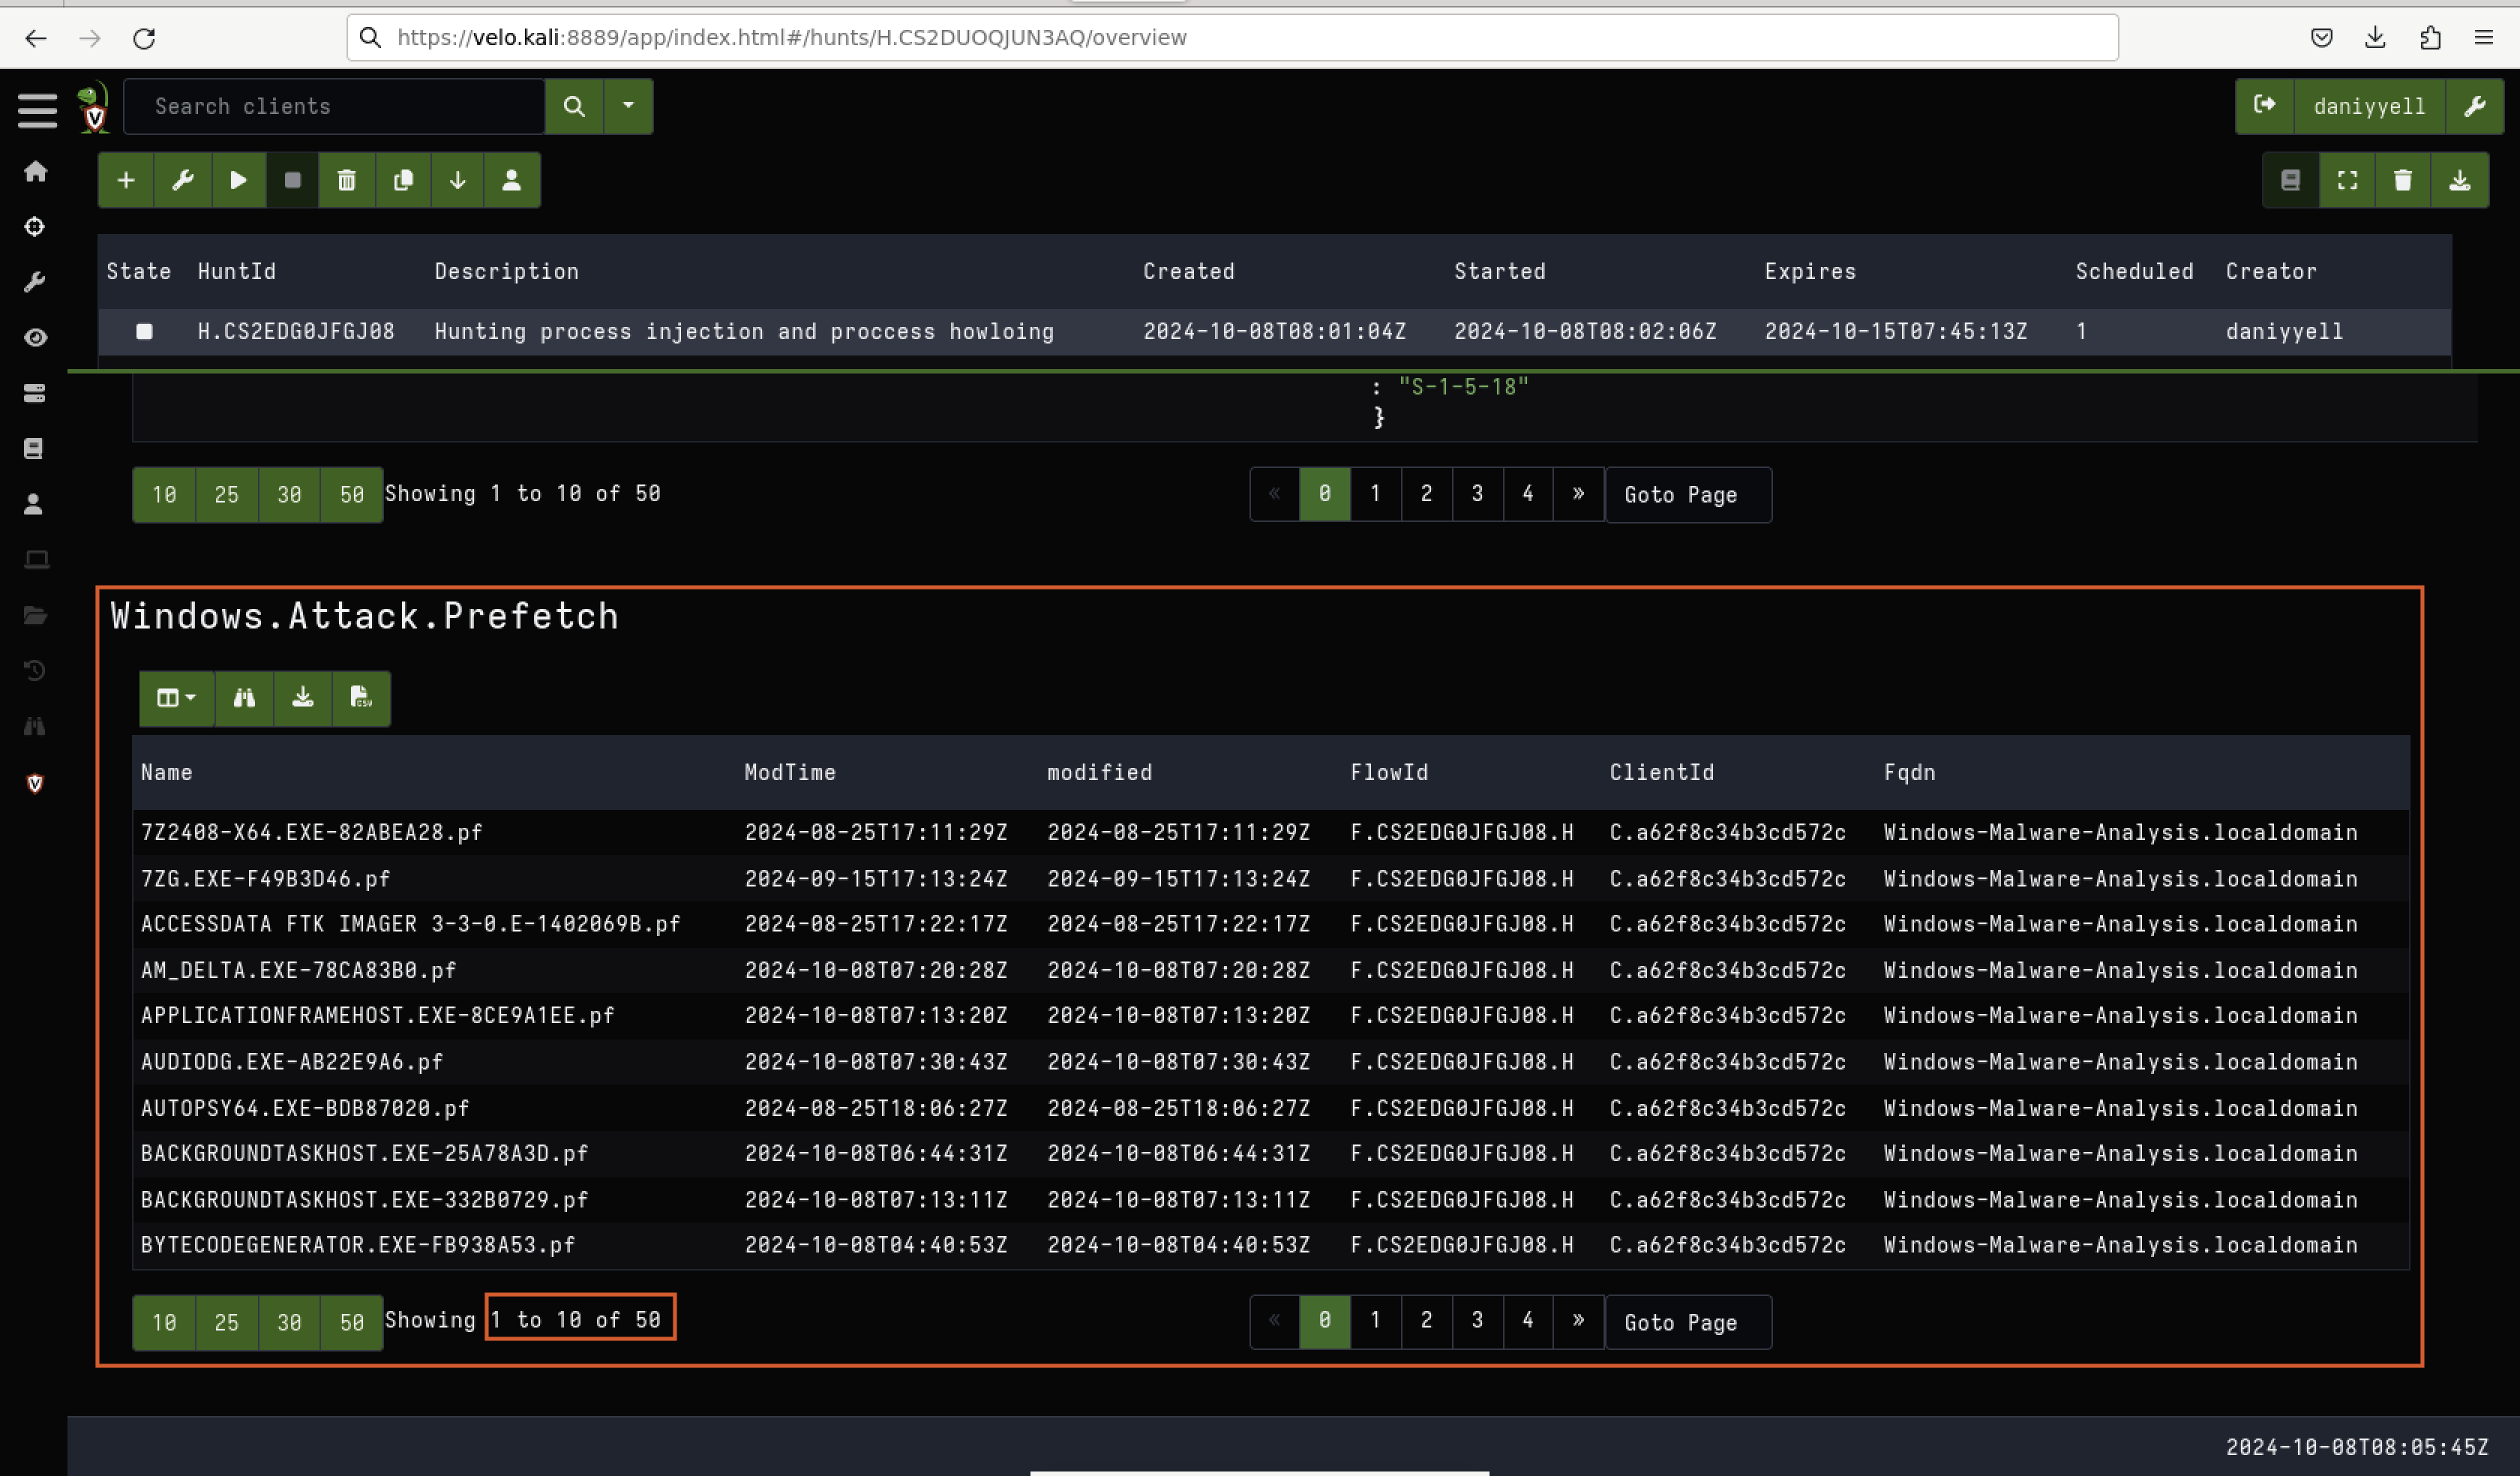 https://velo.kali:8889/app/index.html#/hunts/H.CS2DUOQJUN3AQ/overview
Search clients
daniyyell
State HuntId Description Created Started Expires Scheduled Creator
H.CS2EDG0JFGJ08 Hunting process injection and proccess howloing 2024-10-08T08:01:04Z 2024-10-08T08:02:06Z 2024-10-15T07:45:13Z 1 daniyyell
: "S-1-5-18"
}
10 25 30 50 Showing 1 to 10 of 50 « 0 1 2 3 4 » Goto Page
Windows.Attack.Prefetch
CSV
Name ModTime modified FlowId ClientId Fqdn
7Z2408-X64.EXE-82ABEA28.pf 2024-08-25T17:11:29Z 2024-08-25T17:11:29Z F.CS2EDG0JFGJ08.H C.a62f8c34b3cd572c Windows-Malware-Analysis.localdomain
7ZG.EXE-F49B3D46.pf 2024-09-15T17:13:24Z 2024-09-15T17:13:24Z F.CS2EDG0JFGJ08.H C.a62f8c34b3cd572c Windows-Malware-Analysis.localdomain
ACCESSDATA FTK IMAGER 3-3-0.E-1402069B.pf 2024-08-25T17:22:17Z 2024-08-25T17:22:17Z F.CS2EDG0JFGJ08.H C.a62f8c34b3cd572c Windows-Malware-Analysis.localdomain
AM_DELTA.EXE-78CA83B0.pf 2024-10-08T07:20:28Z 2024-10-08T07:20:28Z F.CS2EDG0JFGJ08.H C.a62f8c34b3cd572c Windows-Malware-Analysis.localdomain
APPLICATIONFRAMEHOST.EXE-8CE9A1EE.pf 2024-10-08T07:13:20Z 2024-10-08T07:13:20Z F.CS2EDG0JFGJ08.H C.a62f8c34b3cd572c Windows-Malware-Analysis.localdomain
AUDIODG.EXE-AB22E9A6.pf 2024-10-08T07:30:43Z 2024-10-08T07:30:43Z F.CS2EDG0JFGJ08.H C.a62f8c34b3cd572c Windows-Malware-Analysis.localdomain
AUTOPSY64.EXE-BDB87020.pf 2024-08-25T18:06:27Z 2024-08-25T18:06:27Z F.CS2EDG0JFGJ08.H C.a62f8c34b3cd572c Windows-Malware-Analysis.localdomain
BACKGROUNDTASKHOST.EXE-25A78A3D.pf 2024-10-08T06:44:31Z 2024-10-08T06:44:31Z F.CS2EDG0JFGJ08.H C.a62f8c34b3cd572c Windows-Malware-Analysis.localdomain
BACKGROUNDTASKHOST.EXE-332B0729.pf 2024-10-08T07:13:11Z 2024-10-08T07:13:11Z F.CS2EDG0JFGJ08.H C.a62f8c34b3cd572c Windows-Malware-Analysis.localdomain
BYTECODEGENERATOR.EXE-FB938A53.pf 2024-10-08T04:40:53Z 2024-10-08T04:40:53Z F.CS2EDG0JFGJ08.H C.a62f8c34b3cd572c Windows-Malware-Analysis.localdomain
10 25 30 50 Showing 1 to 10 of 50 « 0 1 2 3 4 » Goto Page
2024-10-08T08:05:45Z